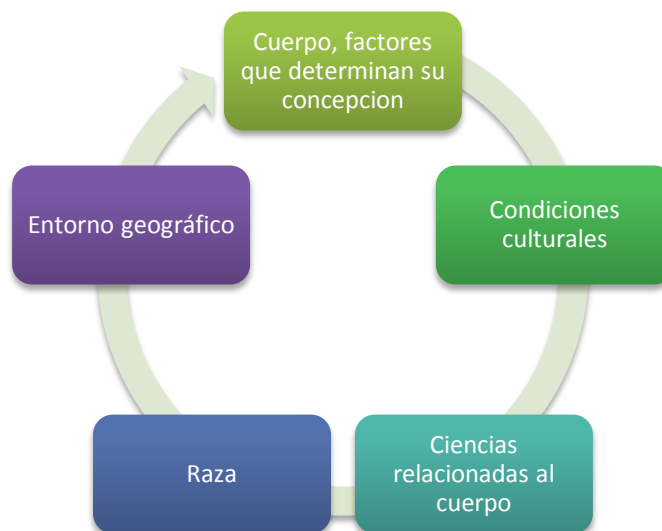 Cuerpo, factores
que determinan su
concepcion
Condiciones
culturales
Ciencias
relacionadas al
cuerpo
Raza
Entorno geográfico